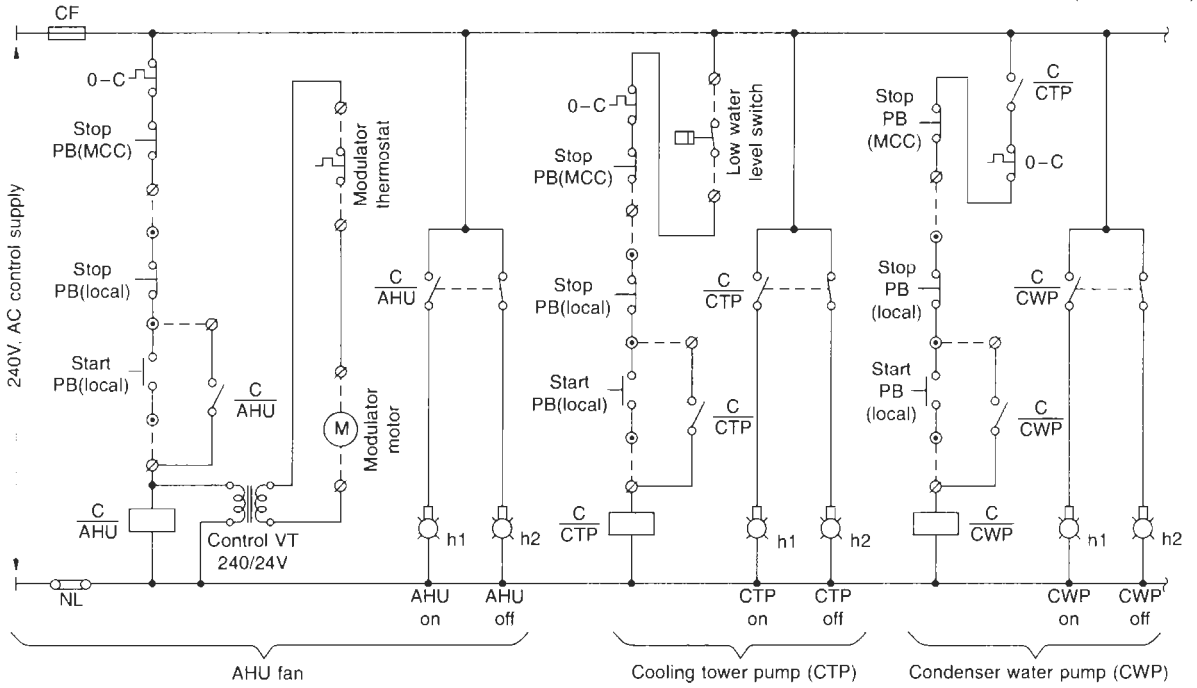 CF
0-C
Stop
PB(MCC)
Stop
PB(local)
Start
PB(local)
C
AHU
C
AHU
240V, AC control supply
NL
Control VT
240/24V
Modulator
thermostat
M
Modulator
motor
C
AHU
h1
h2
AHU
on
AHU
off
AHU fan
0-C
Stop
PB(MCC)
Low water
level switch
Stop
PB(local)
Start
PB(local)
C
CTP
C
CTP
C
CTP
h1
h2
CTP
on
CTP
off
Cooling tower pump (CTP)
Stop
PB
(MCC)
C
CTP
0-C
Stop
PB
(local)
Start
PB
(local)
C
CWP
C
CWP
C
CWP
h1
h2
CWP
on
CWP
off
Condenser water pump (CWP)